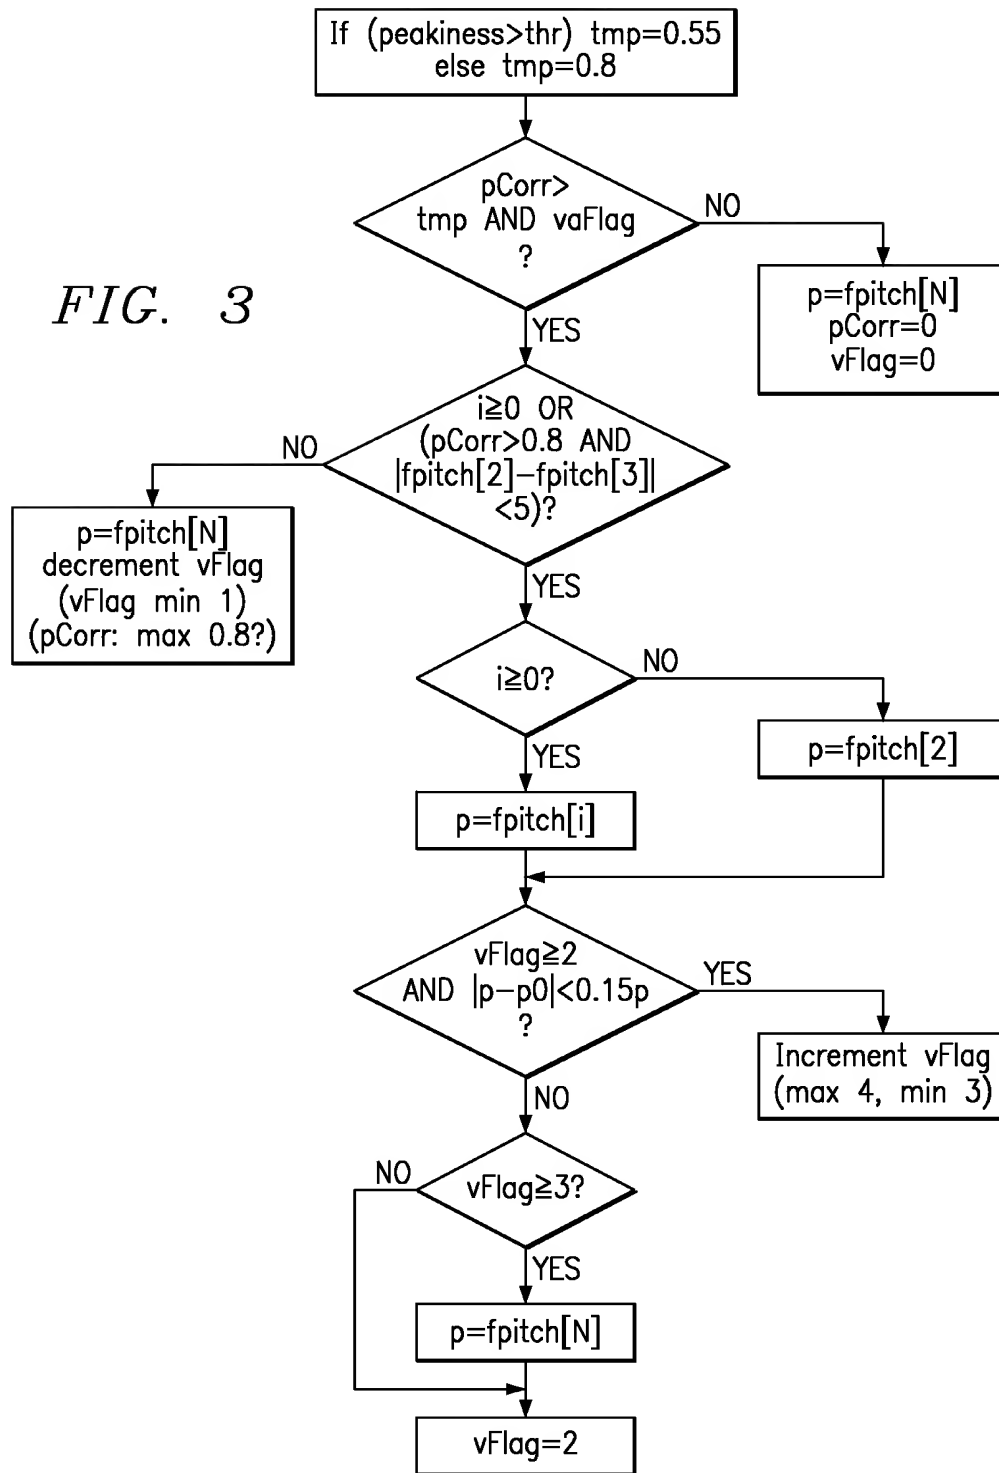 If (peakiness>thr) tmp=0.55
else tmp=0.8
pCorr>
tmp AND vaFlag
?
NO
p=fpitch[N]
pCorr=0
vFlag=0
FIG. 3
YES
i≧0 OR
(pCorr>0.8 AND
|fpitch[2]−fpitch[3]|
<5)?
NO
p=fpitch[N]
decrement vFlag
(vFlag min 1)
(pCorr: max 0.8?)
YES
i≧0?
NO
p=fpitch[2]
YES
p=fpitch[i]
vFlag≧2
AND |p−p0|<0.15p
?
YES
Increment vFlag
(max 4, min 3)
NO
vFlag≧3?
NO
YES
p=fpitch[N]
vFlag=2